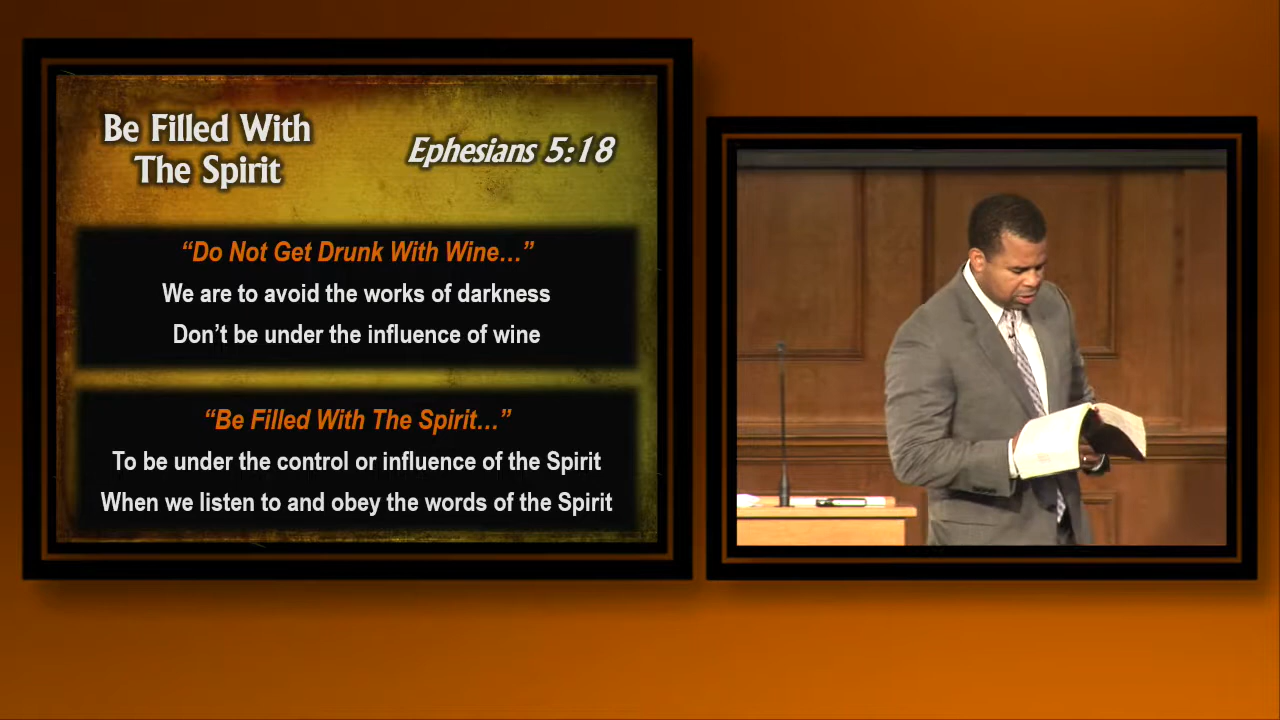 Be Filled With
The Spirit
Ephesians 5:18
“Do Not Get Drunk With Wine…”
We are to avoid the works of darkness
Don’t be under the influence of wine
“Be Filled With The Spirit…”
To be under the control or influence of the Spirit
When we listen to and obey the words of the Spirit